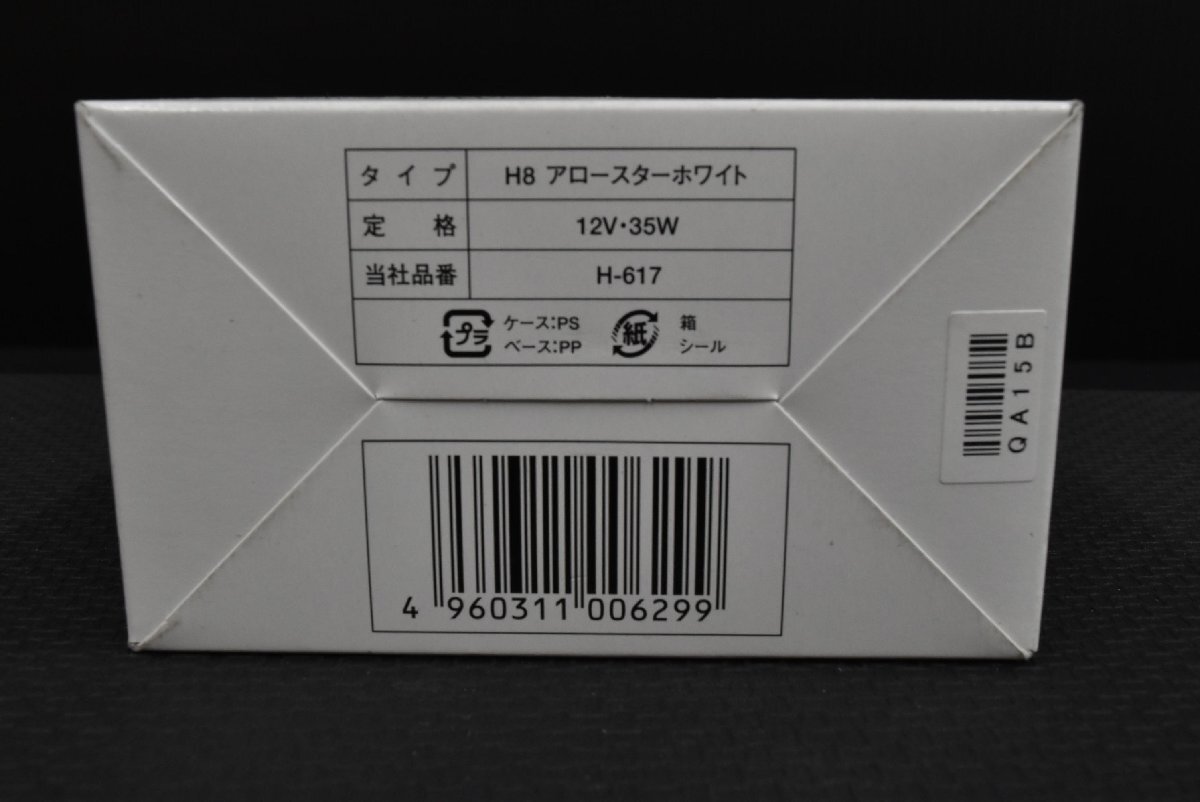 タイプ H8 アロースターホワイト
定格 12V・35W
当社品番 H-617
プラ ケース:PS 紙 箱
ベース:PP シール
QA15B
4 960311 006299